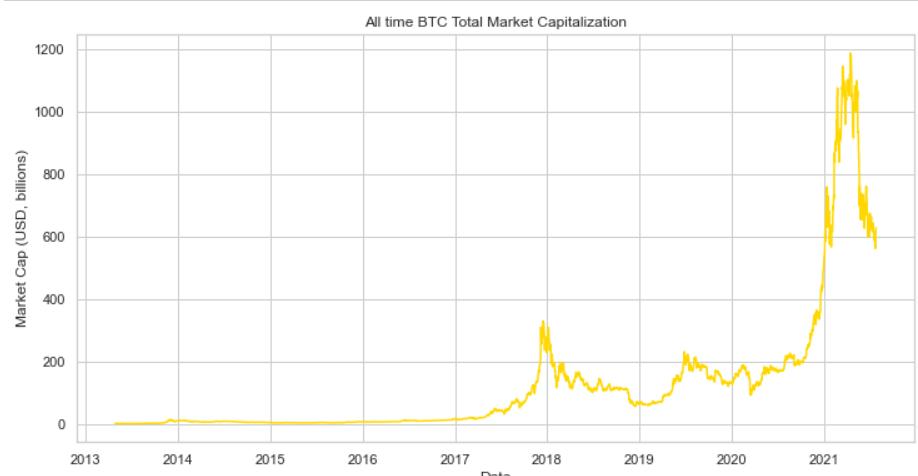 All time BTC Total Market Capitalization
1200
1000
800
600
400
200
0
Market Cap (USD, billions)
2013 2014 2015 2016 2017 2018 2019 2020 2021
Date